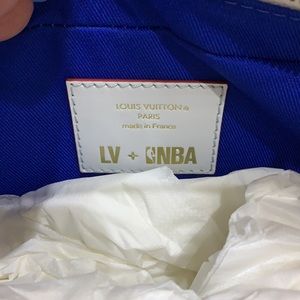 LOUIS VUITTON
PARIS
made in France
LV + NBA